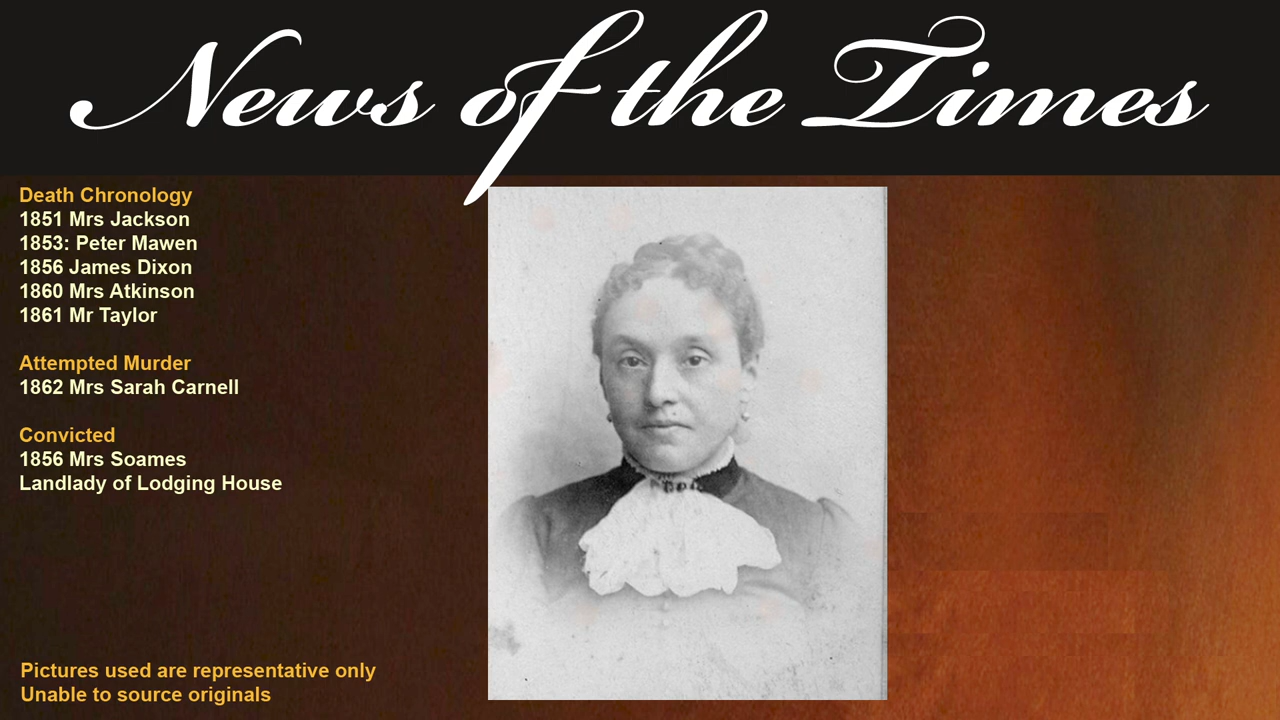 News of the Times
Death Chronology
1851 Mrs Jackson
1853: Peter Mawen
1856 James Dixon
1860 Mrs Atkinson
1861 Mr Taylor
Attempted Murder
1862 Mrs Sarah Carnell
Convicted
1856 Mrs Soames
Landlady of Lodging House
Pictures used are representative only
Unable to source originals